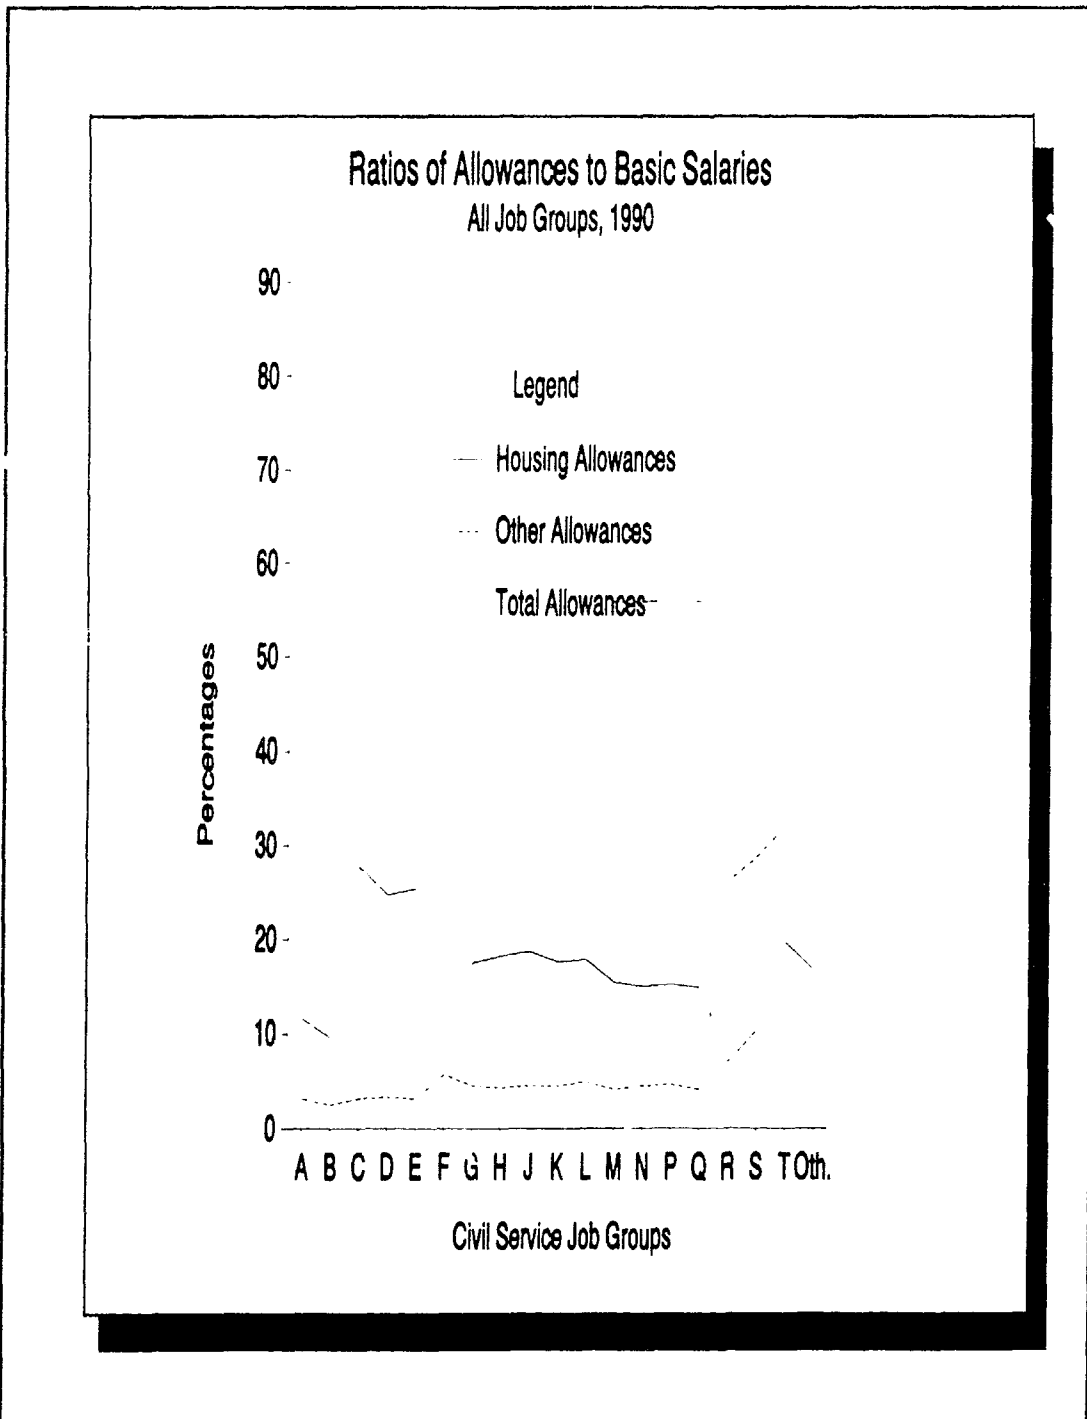 Ratios of Allowances to Basic Salaries
All Job Groups, 1990
90
80
Legend
70
Housing Allowances
Other Allowances
60
Total Allowances
50
Percentages
40
30
20
10
0
A B C D E F G H J K L M N P Q R S T Oth.
Civil Service Job Groups